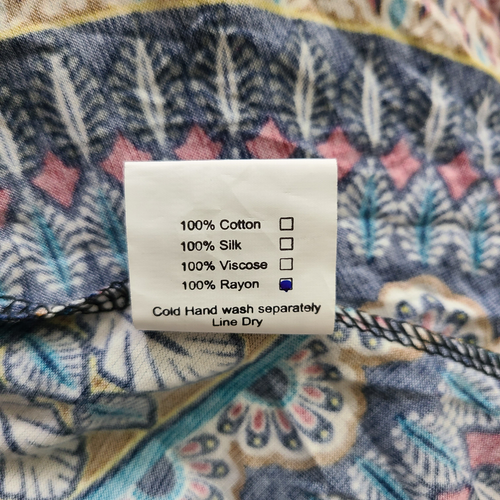 100% Cotton ☐
100% Silk ☐
100% Viscose ☐
100% Rayon ☑
Cold Hand wash separately
Line Dry